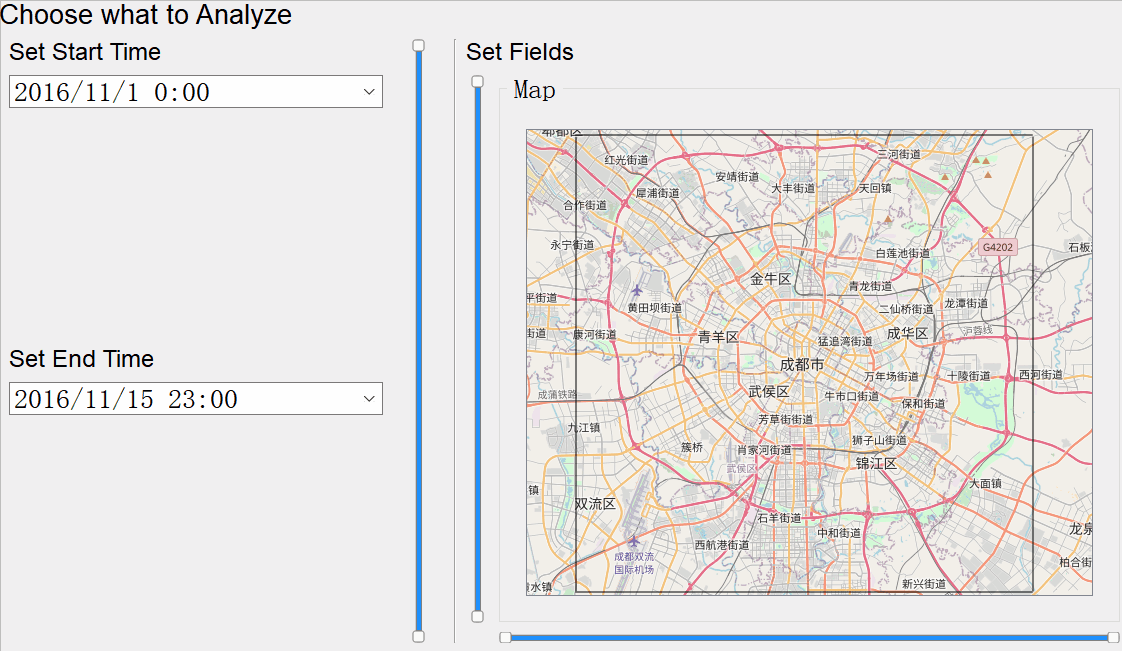 Choose what to Analyze
Set Start Time
2016/11/1 0:00
Set End Time
2016/11/15 23:00
Set Fields
Map
郫都区
三河街道
红光街道
安靖街道
大丰街道
天回镇
犀浦街道
合作街道
永宁街道
G4202
石板
白莲池街道
金牛区
青龙街道
平街道
黄田坝街道
二仙桥街道
龙潭街道
街道
康河街道
青羊区
猛追湾街道
成华区
沪蓉线
成都市
万年场街道
十陵街道
西河街道
成蒲铁路
武侯区
牛市口街道
保和街道
九江镇
芳草街街道
簇桥
肖家河街道
狮子山街道
武侯区
锦江区
镇
双流区
大面镇
石羊街道
中和街道
龙泉
西航港街道
成都双流
国际机场
柏合街
水镇
新兴街道